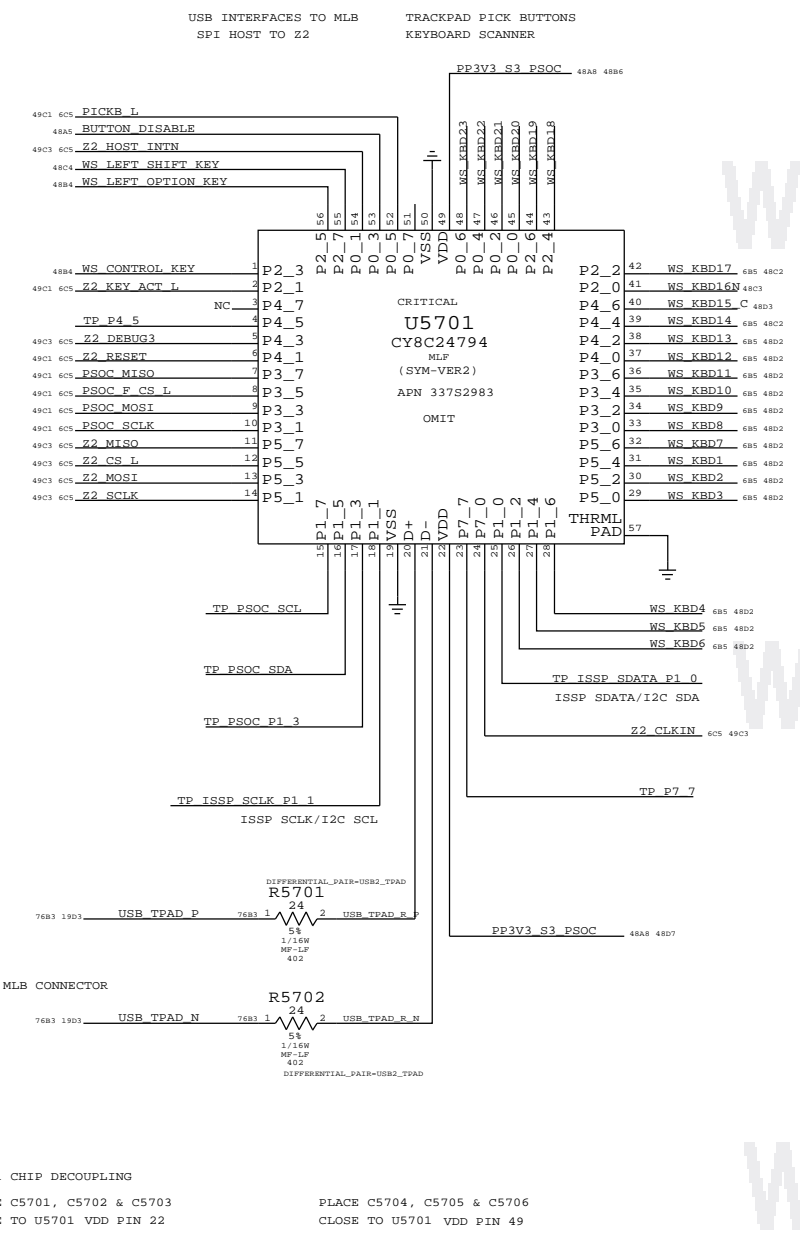 USB INTERFACES TO MLB TRACKPAD PICK BUTTONS
SPI HOST TO Z2 KEYBOARD SCANNER
PP3V3_S3_PSOC 48A8 48B6
49C1 6C5 PICKB_L
48A5 BUTTON_DISABLE
49C3 6C5 Z2_HOST_INTN
48C4 WS_LEFT_SHIFT_KEY
48B4 WS_LEFT_OPTION_KEY
WS_KBD23 WS_KBD22 WS_KBD21 WS_KBD20 WS_KBD19 WS_KBD18
56 55 54 53 52 51 50 49 48 47 46 45 44 43
P2_5 P2_7 P0_1 P0_3 P0_5 P0_7 VSS VDD P0_6 P0_4 P0_2 P0_0 P2_6 P2_4
48B4 WS_CONTROL_KEY 1 P2_3 P2_2 42 WS_KBD17 6B5 48C2
49C1 6C5 Z2_KEY_ACT_L 2 P2_1 P2_0 41 WS_KBD16N 48C3
NC 3 P4_7 P4_6 40 WS_KBD15_C 48D3
TP_P4_5 4 P4_5 P4_4 39 WS_KBD14 6B5 48C2
49C3 6C5 Z2_DEBUG3 5 P4_3 P4_2 38 WS_KBD13 6B5 48D2
49C1 6C5 Z2_RESET 6 P4_1 P4_0 37 WS_KBD12 6B5 48D2
49C1 6C5 PSOC_MISO 7 P3_7 P3_6 36 WS_KBD11 6B5 48D2
49C1 6C5 PSOC_F_CS_L 8 P3_5 P3_4 35 WS_KBD10 6B5 48D2
49C1 6C5 PSOC_MOSI 9 P3_3 P3_2 34 WS_KBD9 6B5 48D2
49C1 6C5 PSOC_SCLK 10 P3_1 P3_0 33 WS_KBD8 6B5 48D2
49C3 6C5 Z2_MISO 11 P5_7 P5_6 32 WS_KBD7 6B5 48D2
49C3 6C5 Z2_CS_L 12 P5_5 P5_4 31 WS_KBD1 6B5 48D2
49C3 6C5 Z2_MOSI 13 P5_3 P5_2 30 WS_KBD2 6B5 48D2
49C3 6C5 Z2_SCLK 14 P5_1 P5_0 29 WS_KBD3 6B5 48D2
CRITICAL
U5701
CY8C24794
MLF
(SYM-VER2)
APN 337S2983
OMIT
THRML
PAD 57
P1_7 P1_5 P1_3 P1_1 VSS D+ D- VDD P7_7 P7_0 P1_0 P1_2 P1_4 P1_6
15 16 17 18 19 20 21 22 23 24 25 26 27 28
TP_PSOC_SCL WS_KBD4 6B5 48D2
WS_KBD5 6B5 48D2
WS_KBD6 6B5 48D2
TP_PSOC_SDA TP_ISSP_SDATA_P1_0
ISSP SDATA/I2C SDA
TP_PSOC_P1_3 Z2_CLKIN 6C5 49C3
TP_ISSP_SCLK_P1_1 TP_P7_7
ISSP SCLK/I2C SCL
DIFFERENTIAL_PAIR=USB2_TPAD
R5701
24
76B3 19D3 USB_TPAD_P 76B3 1 2 USB_TPAD_R_P
5%
1/16W
MF-LF
402
PP3V3_S3_PSOC 48A8 48D7
MLB CONNECTOR
R5702
24
76B3 19D3 USB_TPAD_N 76B3 1 2 USB_TPAD_R_N
5%
1/16W
MF-LF
402
DIFFERENTIAL_PAIR=USB2_TPAD
CHIP DECOUPLING
E C5701, C5702 & C5703 PLACE C5704, C5705 & C5706
E TO U5701 VDD PIN 22 CLOSE TO U5701 VDD PIN 49
W
W
W